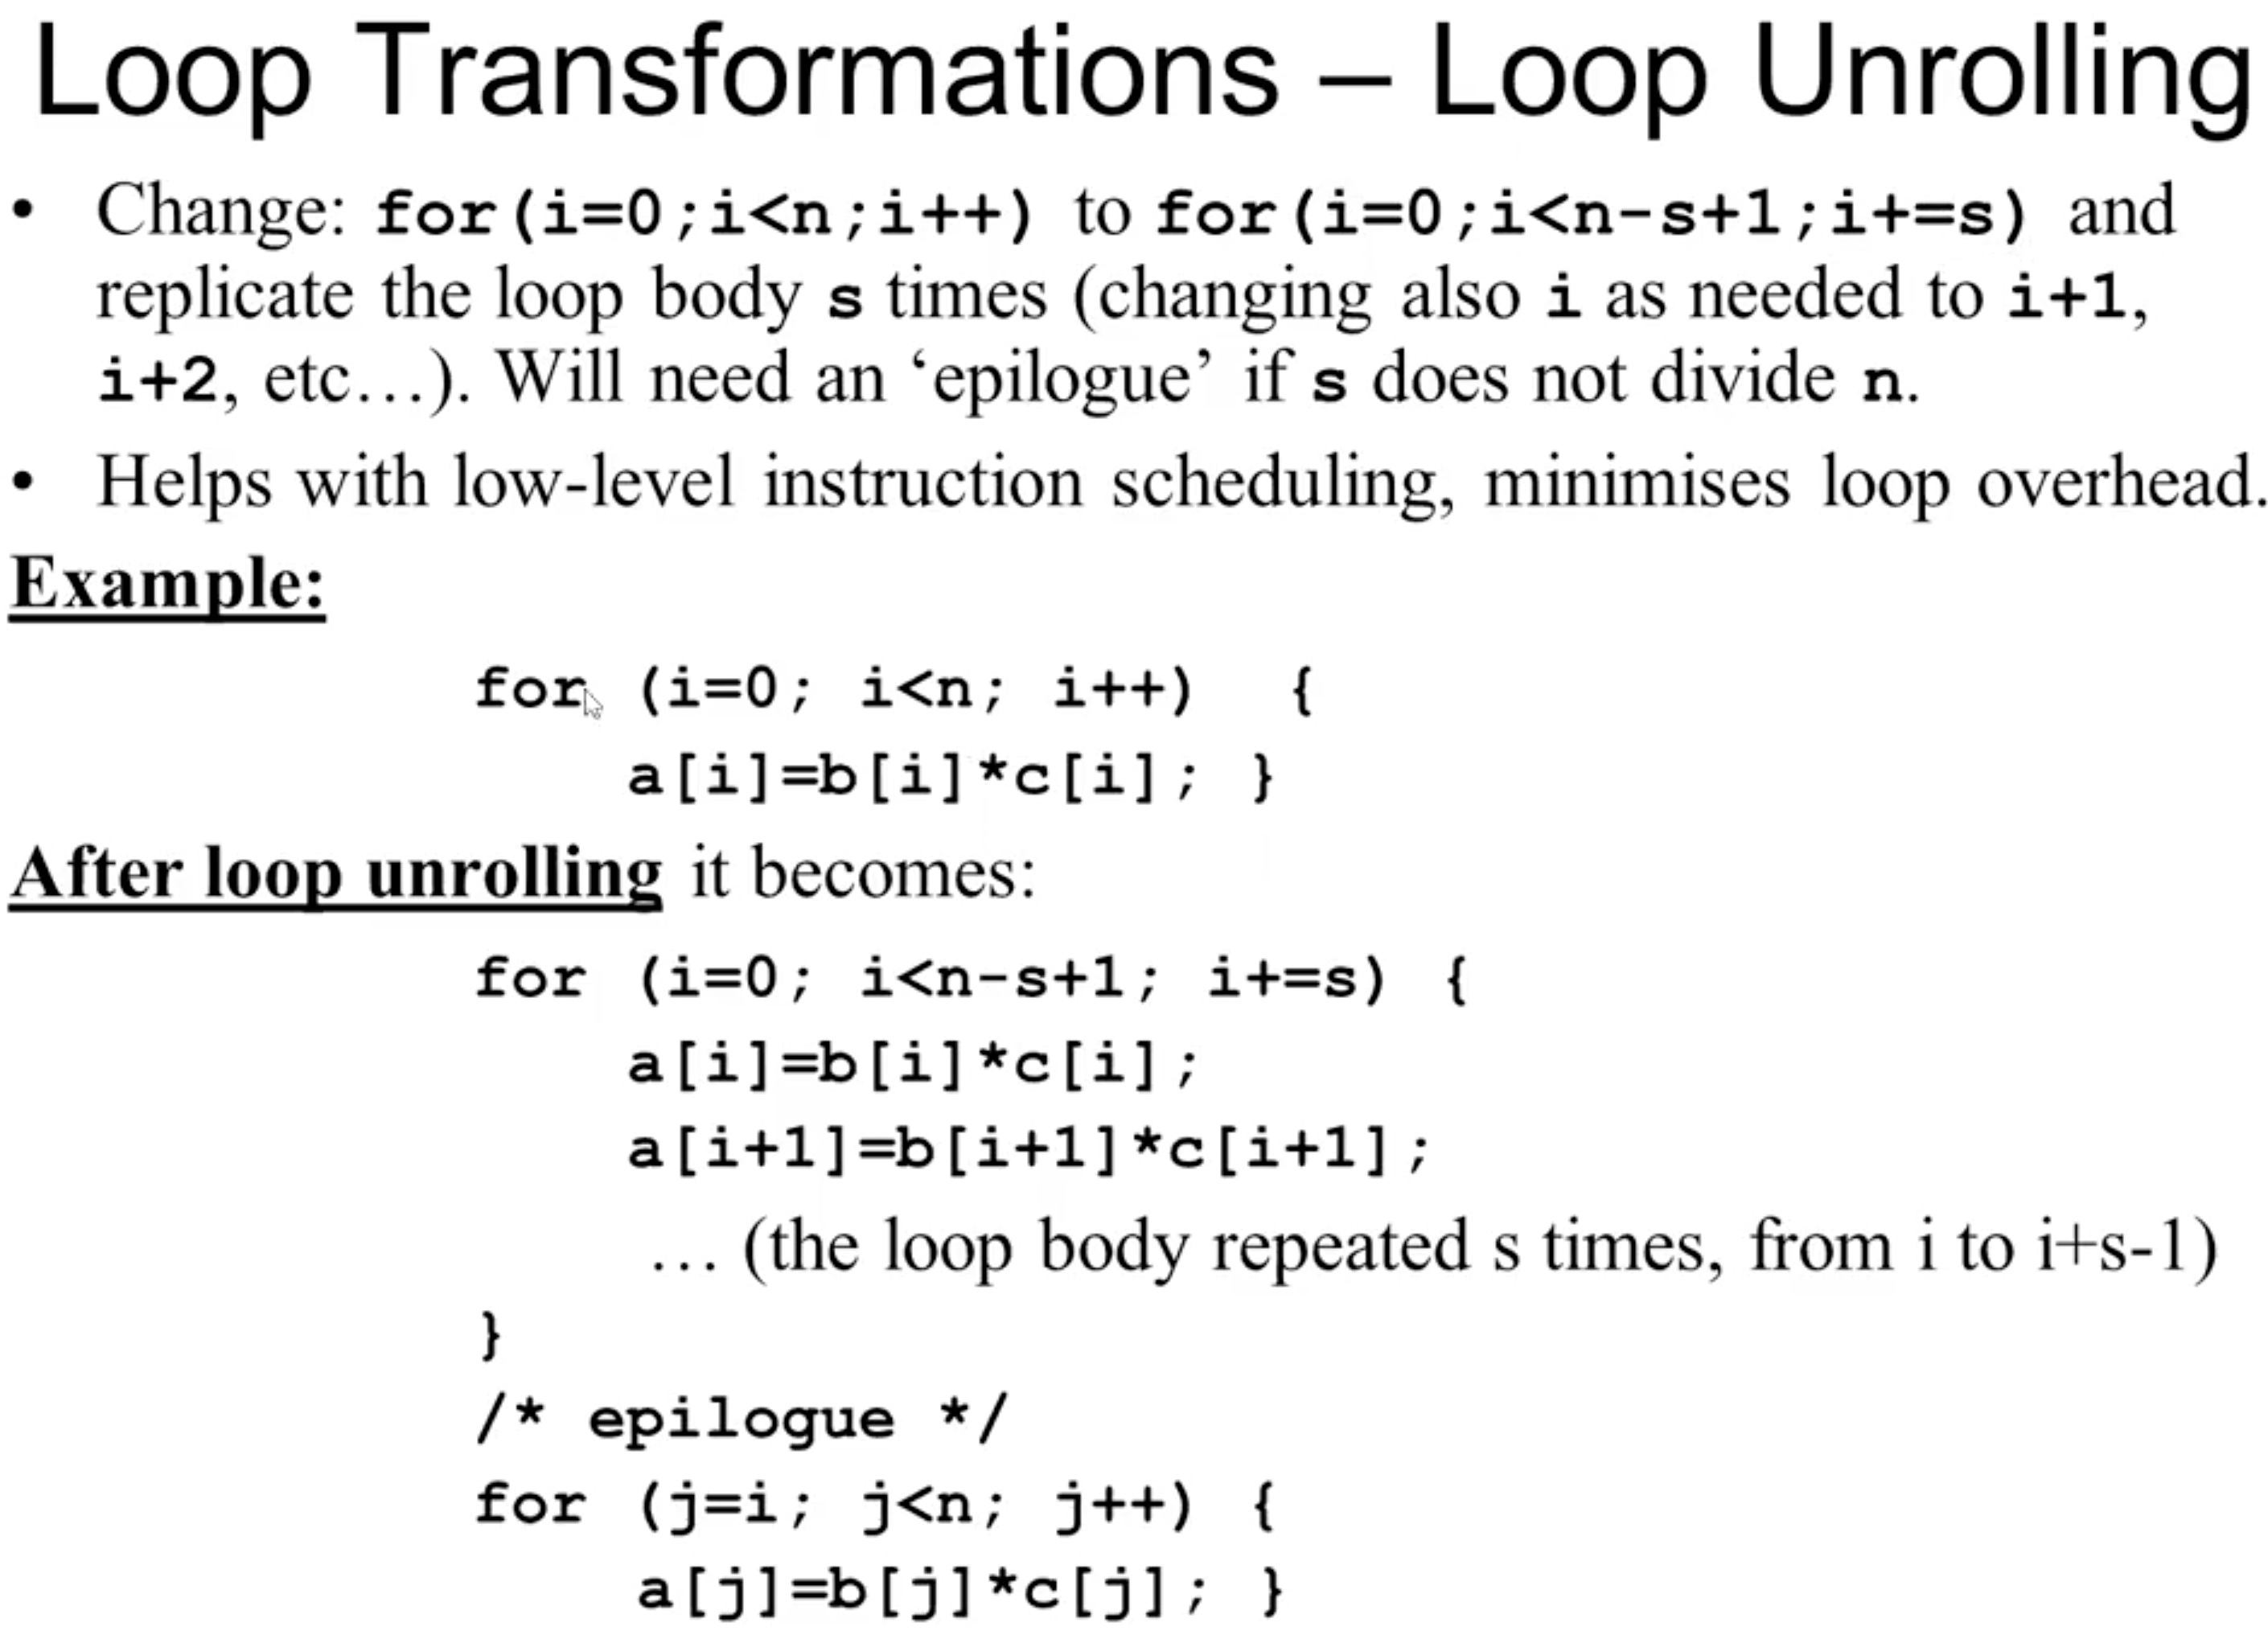 Loop Transformations – Loop Unrolling
• Change: for(i=0;i<n;i++) to for(i=0;i<n-s+1;i+=s) and
replicate the loop body s times (changing also i as needed to i+1,
i+2, etc…). Will need an ‘epilogue’ if s does not divide n.
• Helps with low-level instruction scheduling, minimises loop overhead.
Example:
for (i=0; i<n; i++) {
a[i]=b[i]*c[i]; }
After loop unrolling it becomes:
for (i=0; i<n-s+1; i+=s) {
a[i]=b[i]*c[i];
a[i+1]=b[i+1]*c[i+1];
… (the loop body repeated s times, from i to i+s-1)
}
/* epilogue */
for (j=i; j<n; j++) {
a[j]=b[j]*c[j]; }